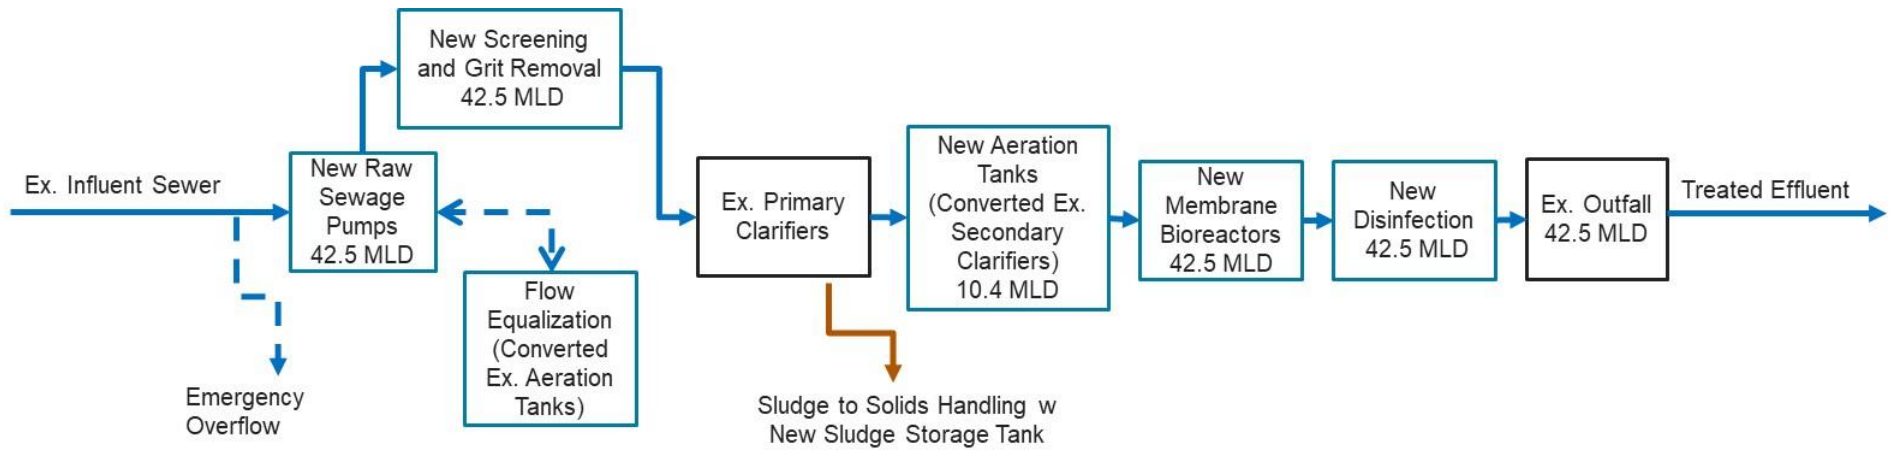 Ex. Influent Sewer
Emergency
Overflow
New Raw
Sewage
Pumps
42.5 MLD
New Screening
and Grit Removal
42.5 MLD
Flow
Equalization
(Converted
Ex. Aeration
Tanks)
Ex. Primary
Clarifiers
Sludge to Solids Handling w
New Sludge Storage Tank
New Aeration
Tanks
(Converted Ex.
Secondary
Clarifiers)
10.4 MLD
New
Membrane
Bioreactors
42.5 MLD
New
Disinfection
42.5 MLD
Ex. Outfall
42.5 MLD
Treated Effluent